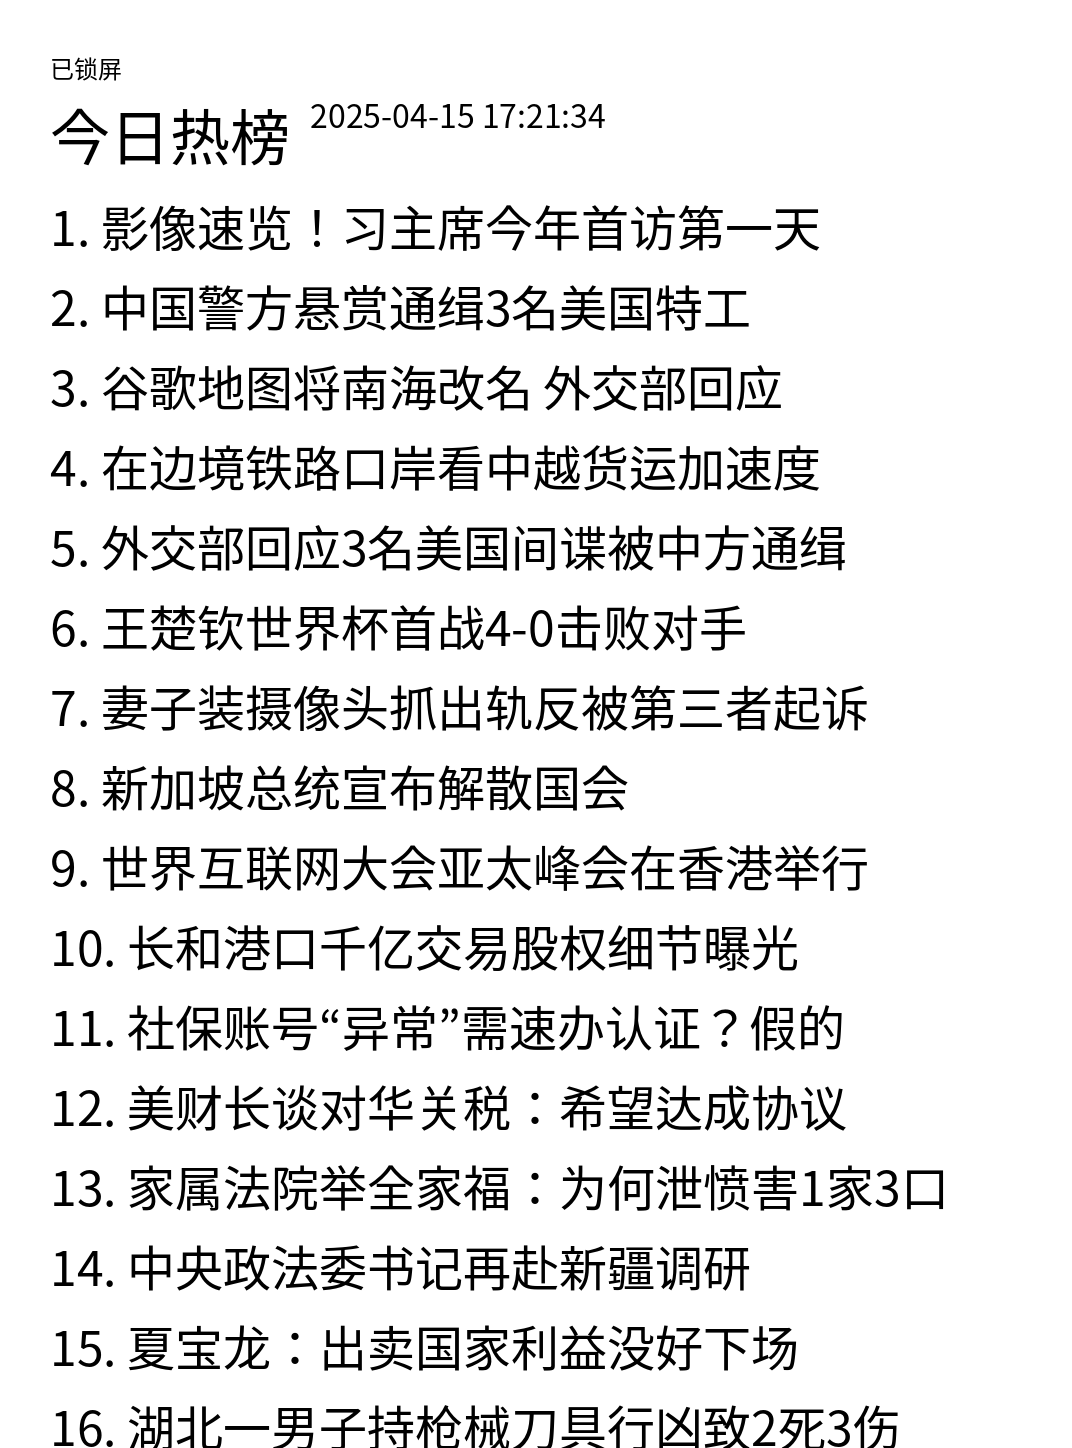 已锁屏
今日热榜 2025-04-15 17:21:34
1. 影像速览！习主席今年首访第一天
2. 中国警方悬赏通缉3名美国特工
3. 谷歌地图将南海改名 外交部回应
4. 在边境铁路口岸看中越货运加速度
5. 外交部回应3名美国间谍被中方通缉
6. 王楚钦世界杯首战4-0击败对手
7. 妻子装摄像头抓出轨反被第三者起诉
8. 新加坡总统宣布解散国会
9. 世界互联网大会亚太峰会在香港举行
10. 长和港口千亿交易股权细节曝光
11. 社保账号“异常”需速办认证？假的
12. 美财长谈对华关税：希望达成协议
13. 家属法院举全家福：为何泄愤害1家3口
14. 中央政法委书记再赴新疆调研
15. 夏宝龙：出卖国家利益没好下场
16. 湖北一男子持枪械刀具行凶致2死3伤